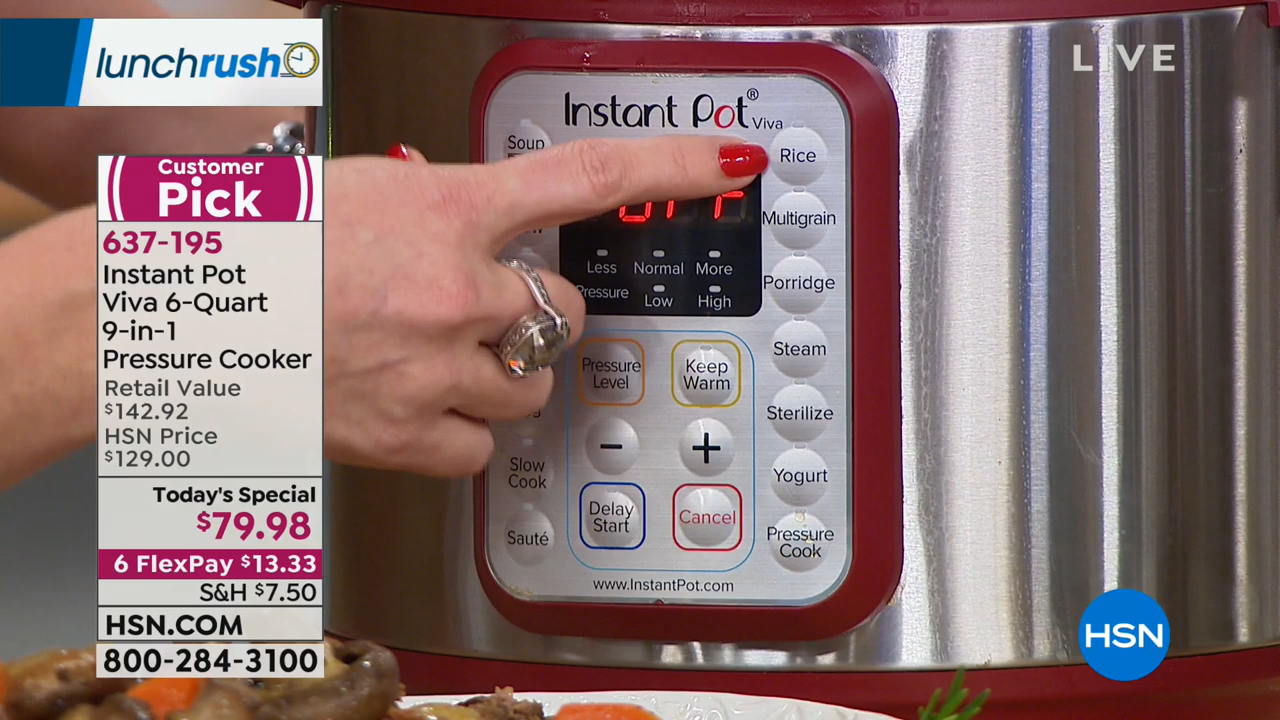 lunchrush
LIVE
Customer
Pick
637-195
Instant Pot
Viva 6-Quart
9-in-1
Pressure Cooker
Retail Value
$142.92
HSN Price
$129.00
Today's Special
$79.98
6 FlexPay $13.33
S&H $7.50
HSN.COM
800-284-3100
Instant Pot®
Viva
Soup
Rice
Multigrain
Less Normal More
Pressure Low High
Porridge
Steam
Pressure
Level
Keep
Warm
Sterilize
− +
Slow
Cook
Yogurt
Delay
Start
Cancel
Sauté
Pressure
Cook
www.InstantPot.com
HSN